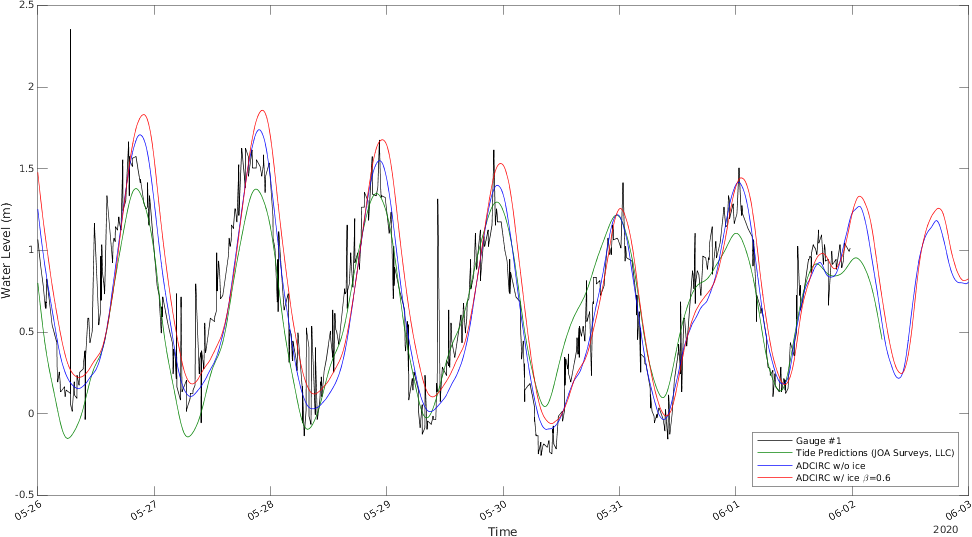 2.5
2
1.5
1
0.5
0
-0.5
Water Level (m)
05-26
05-27
05-28
05-29
05-30
05-31
06-01
06-02
06-03
Time
2020
Gauge #1
Tide Predictions (JOA Surveys, LLC)
ADCIRC w/o ice
ADCIRC w/ ice β=0.6